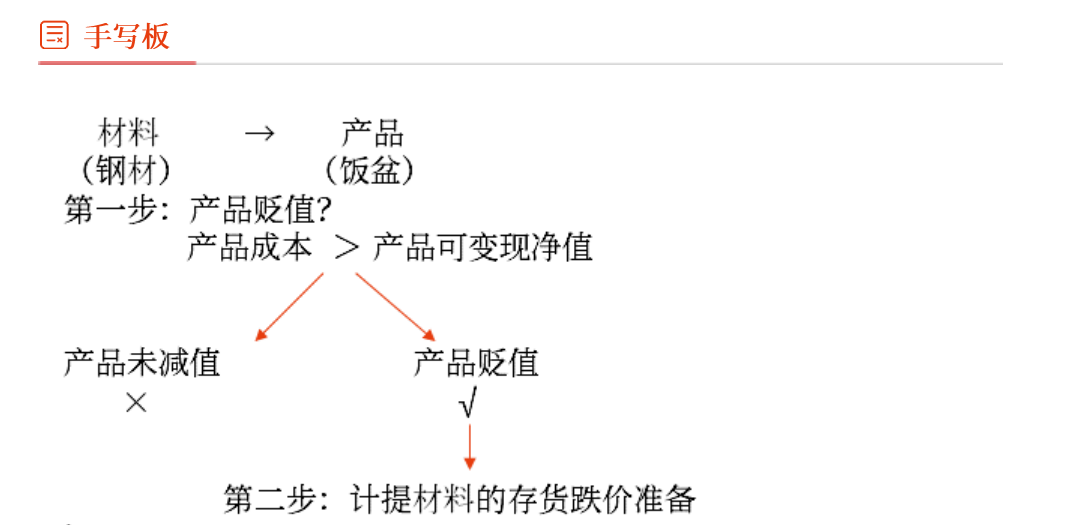 手写板
材料 → 产品
（钢材） （饭盆）
第一步：产品贬值？
产品成本 ＞ 产品可变现净值
产品未减值 产品贬值
× √
第二步：计提材料的存货跌价准备